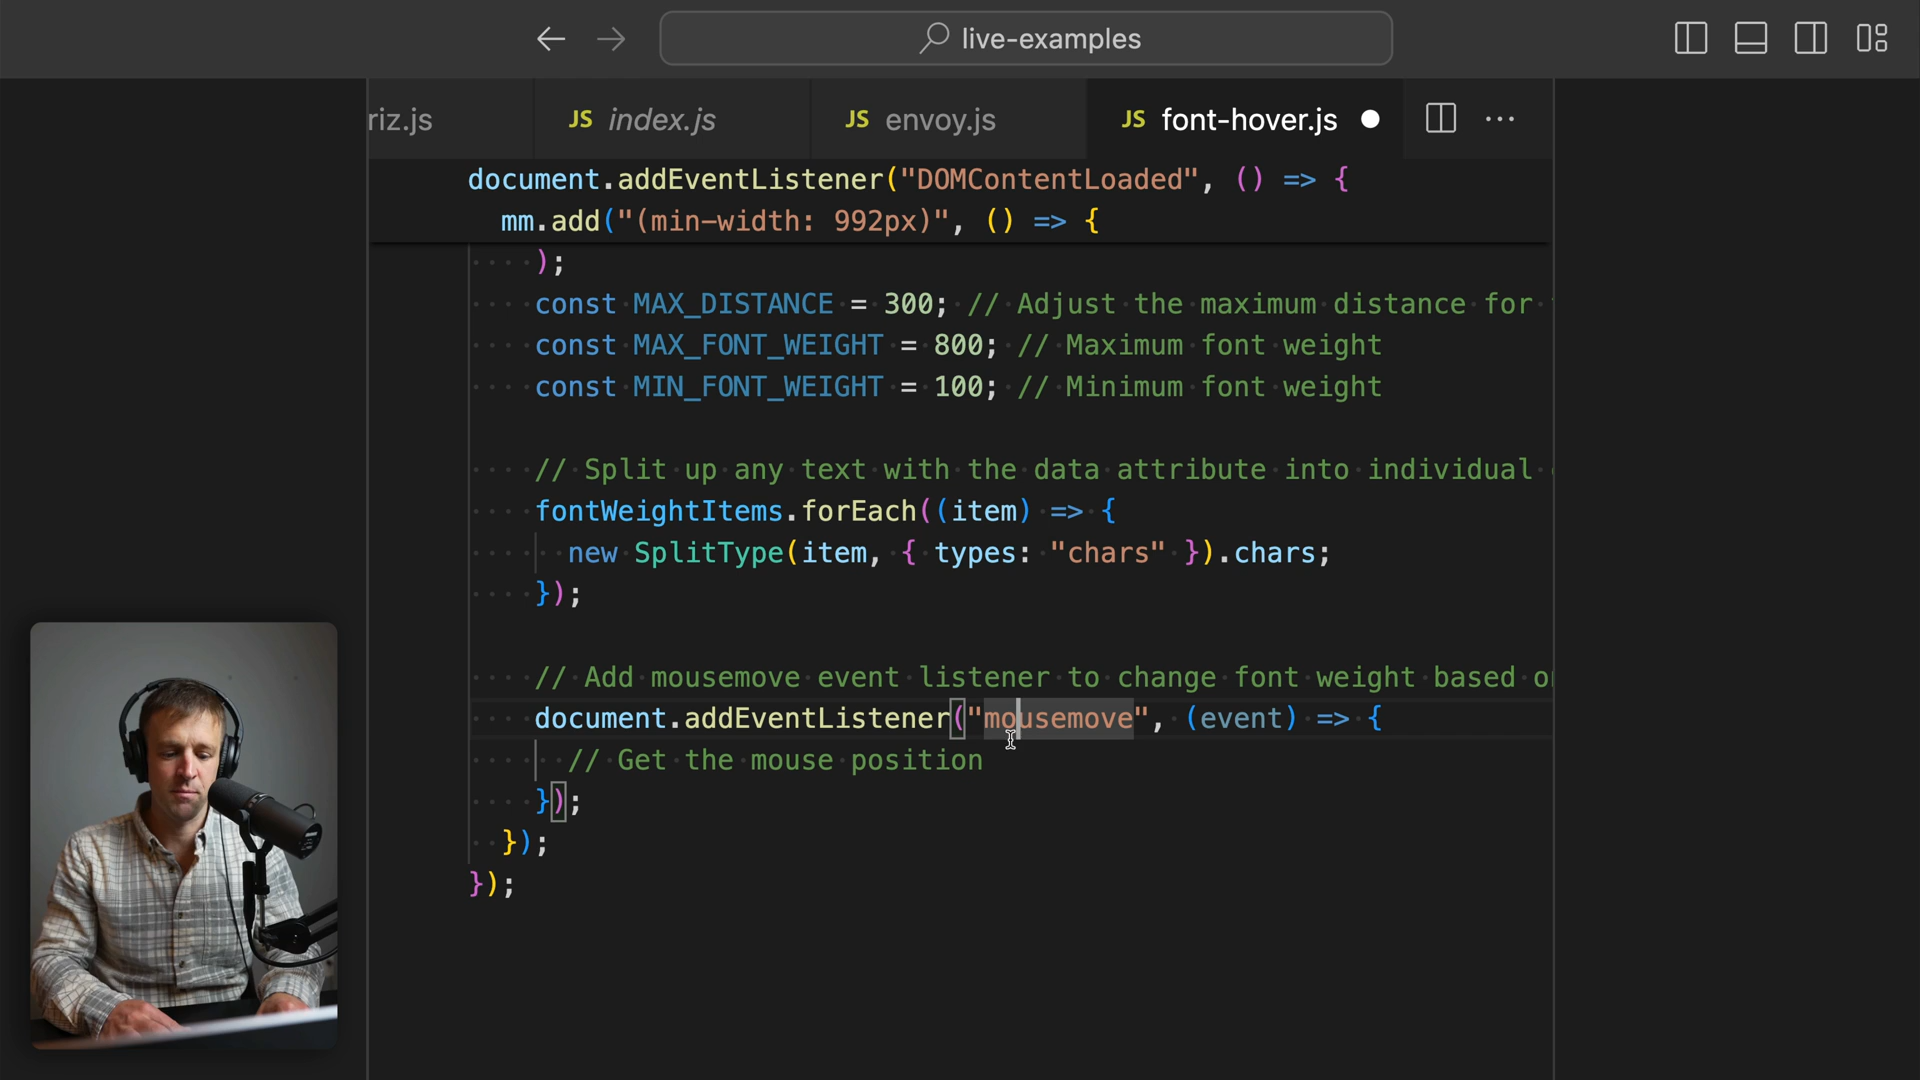 live-examples
riz.js
JS index.js
JS envoy.js
JS font-hover.js
document.addEventListener("DOMContentLoaded", () => {
mm.add("(min-width: 992px)", () => {
);
const MAX_DISTANCE = 300; // Adjust the maximum distance for
const MAX_FONT_WEIGHT = 800; // Maximum font weight
const MIN_FONT_WEIGHT = 100; // Minimum font weight
// Split up any text with the data attribute into individual
fontWeightItems.forEach((item) => {
new SplitType(item, { types: "chars" }).chars;
});
// Add mousemove event listener to change font weight based on
document.addEventListener("mousemove", (event) => {
// Get the mouse position
});
});
});